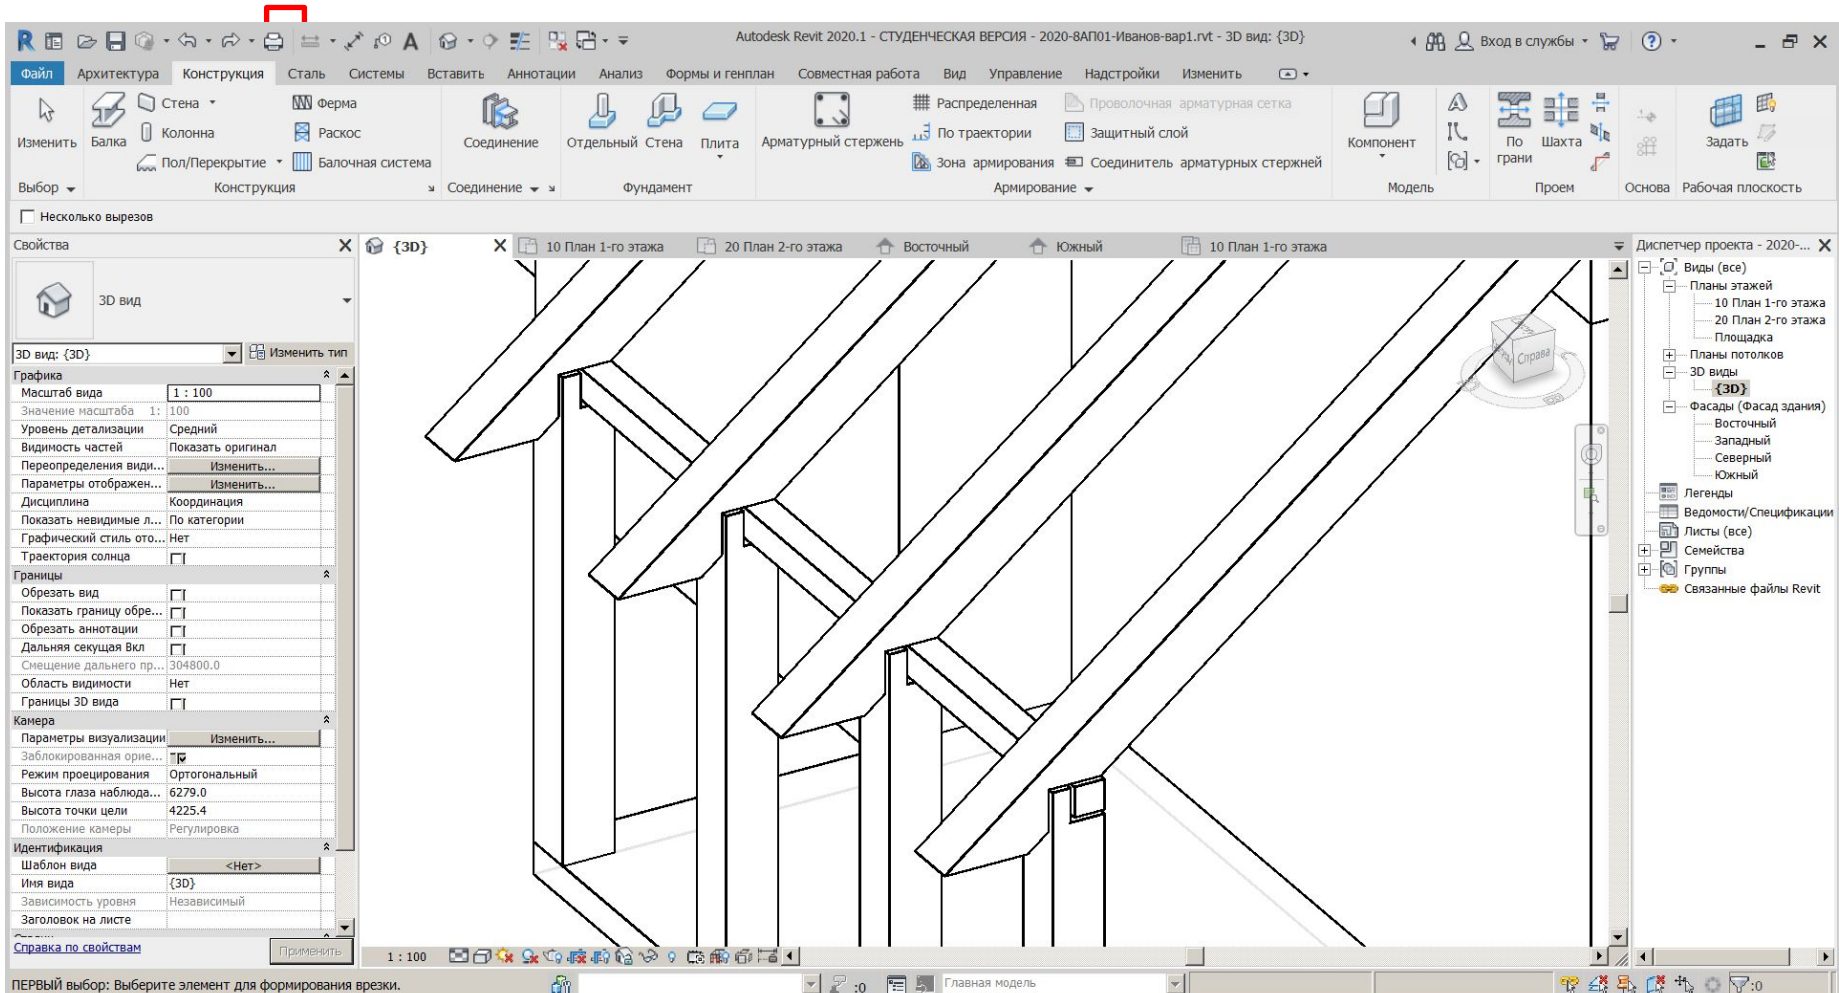 Autodesk Revit 2020.1 - СТУДЕНЧЕСКАЯ ВЕРСИЯ - 2020-8АП01-Иванов-вар1.rvt - 3D вид: {3D}
Вход в службы
Файл Архитектура Конструкция Сталь Системы Вставить Аннотации Анализ Формы и генплан Совместная работа Вид Управление Надстройки Изменить
Стена Ферма Распределенная Проволочная арматурная сетка
Колонна Раскос По траектории Защитный слой
Изменить Балка Соединение Отдельный Стена Плита Арматурный стержень Компонент По грани Шахта Задать
Пол/Перекрытие Балочная система Зона армирования Соединитель арматурных стержней
Выбор Конструкция Соединение Фундамент Армирование Модель Проем Основа Рабочая плоскость
Несколько вырезов
Свойства
{3D} 10 План 1-го этажа 20 План 2-го этажа Восточный Южный 10 План 1-го этажа
Диспетчер проекта - 2020-...
3D вид
3D вид: {3D} Изменить тип
Графика
Масштаб вида 1 : 100
Значение масштаба 1: 100
Уровень детализации Средний
Видимость частей Показать оригинал
Переопределения види... Изменить...
Параметры отображен... Изменить...
Дисциплина Координация
Показать невидимые л... По категории
Графический стиль ото... Нет
Траектория солнца
Границы
Обрезать вид
Показать границу обре...
Обрезать аннотации
Дальняя секущая Вкл
Смещение дальнего пр... 304800.0
Область видимости Нет
Границы 3D вида
Камера
Параметры визуализации Изменить...
Заблокированная орие...
Режим проецирования Ортогональный
Высота глаза наблюда... 6279.0
Высота точки цели 4225.4
Положение камеры Регулировка
Идентификация
Шаблон вида <Нет>
Имя вида {3D}
Зависимость уровня Независимый
Заголовок на листе
Справка по свойствам Применить
Справа
Виды (все)
Планы этажей
10 План 1-го этажа
20 План 2-го этажа
Площадка
Планы потолков
3D виды
{3D}
Фасады (Фасад здания)
Восточный
Западный
Северный
Южный
Легенды
Ведомости/Спецификации
Листы (все)
Семейства
Группы
Связанные файлы Revit
1 : 100
ПЕРВЫЙ выбор: Выберите элемент для формирования врезки. :0 Главная модель :0